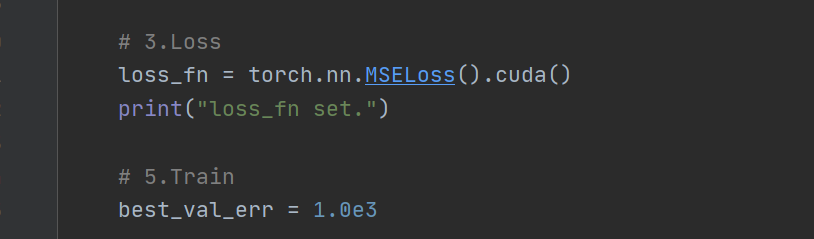 # 3.Loss
loss_fn = torch.nn.MSELoss().cuda()
print("loss_fn set.")
# 5.Train
best_val_err = 1.0e3